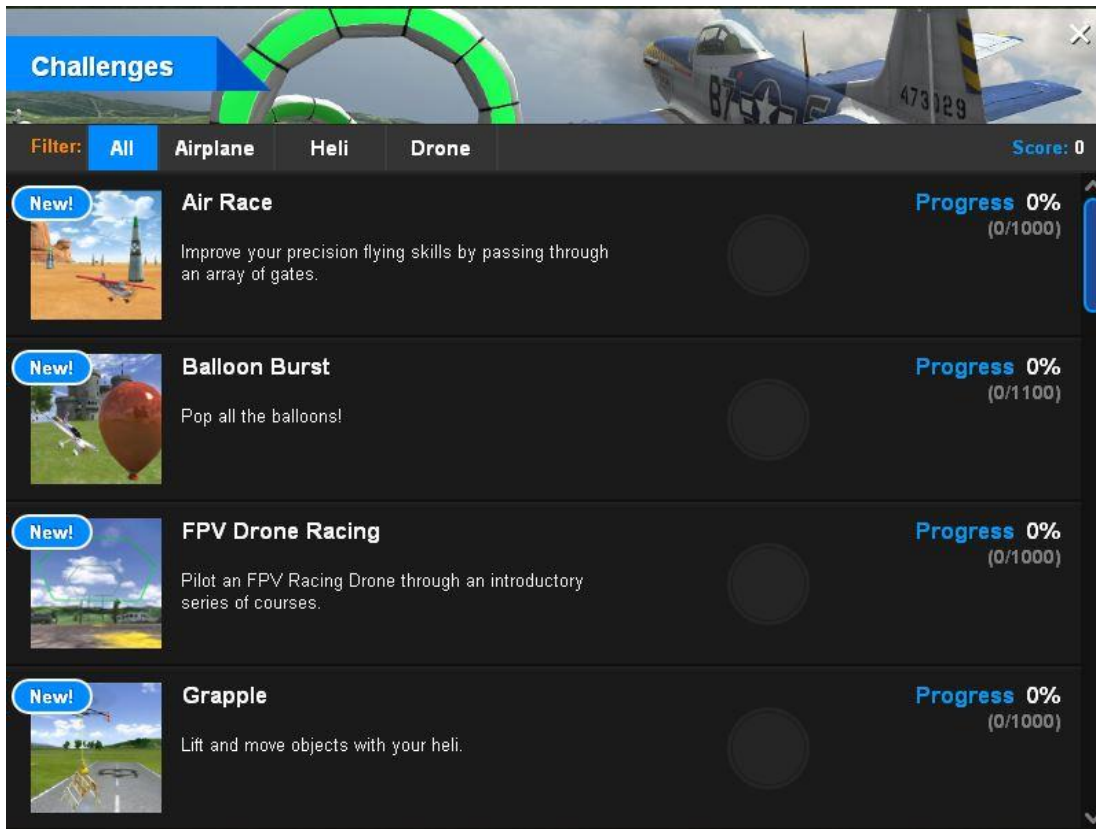 Challenges
B7
473029
Filter: All Airplane Heli Drone Score: 0
New!
Air Race
Progress 0%
(0/1000)
Improve your precision flying skills by passing through
an array of gates.
New!
Balloon Burst
Progress 0%
(0/1100)
Pop all the balloons!
New!
FPV Drone Racing
Progress 0%
(0/1000)
Pilot an FPV Racing Drone through an introductory
series of courses.
New!
Grapple
Progress 0%
(0/1000)
Lift and move objects with your heli.